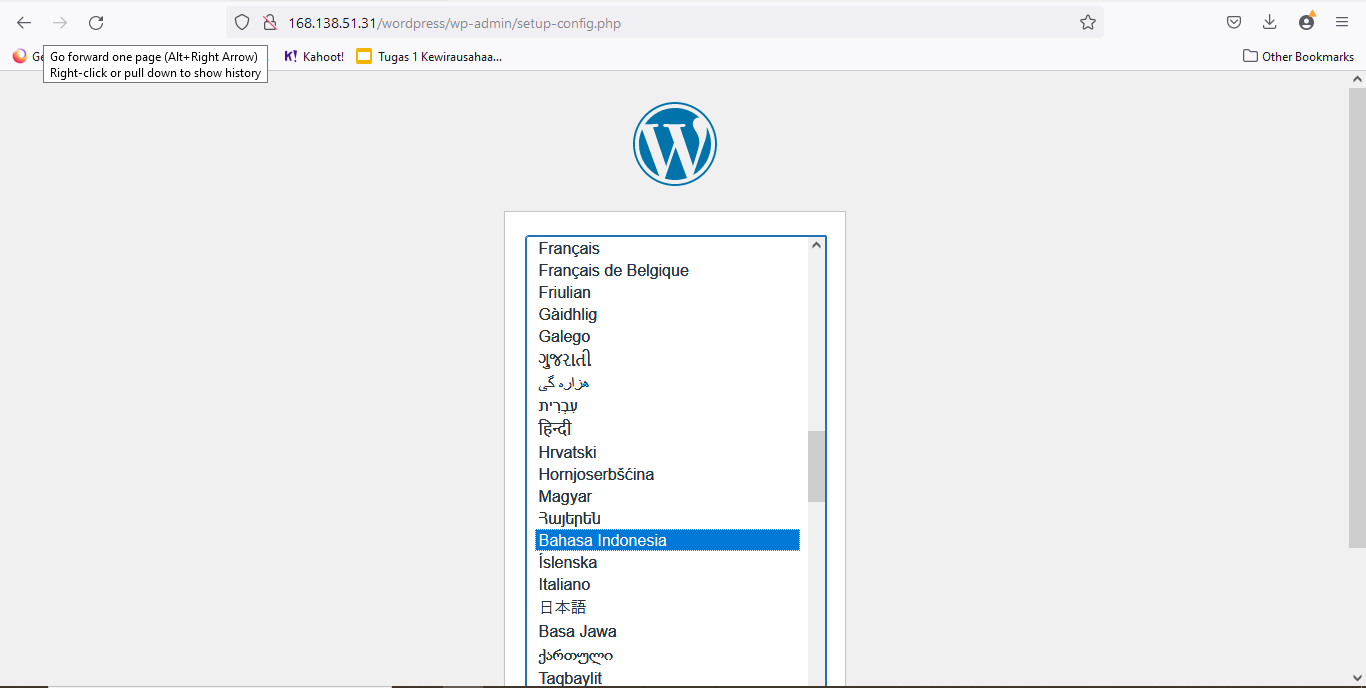 168.138.51.31/wordpress/wp-admin/setup-config.php
Ge
Go forward one page (Alt+Right Arrow)
Right-click or pull down to show history
K! Kahoot!
Tugas 1 Kewirausahaa...
Other Bookmarks
Français
Français de Belgique
Friulian
Gàidhlig
Galego
ગુજરાતી
هزاره گی
עִבְרִית
हिन्दी
Hrvatski
Hornjoserbšćina
Magyar
Հայերեն
Bahasa Indonesia
Íslenska
Italiano
日本語
Basa Jawa
ქართული
Taqbaylit